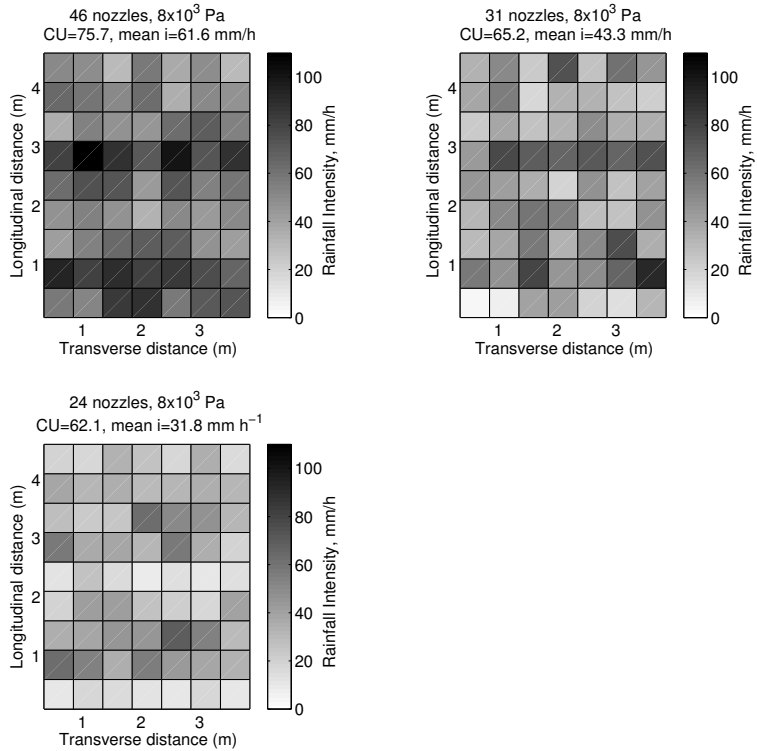 46 nozzles, 8x10³ Pa
CU=75.7, mean i=61.6 mm/h
Longitudinal distance (m)
4
3
2
1
1 2 3
Transverse distance (m)
100
80
60
40
20
0
Rainfall Intensity, mm/h
31 nozzles, 8x10³ Pa
CU=65.2, mean i=43.3 mm/h
Longitudinal distance (m)
4
3
2
1
1 2 3
Transverse distance (m)
100
80
60
40
20
0
Rainfall Intensity, mm/h
24 nozzles, 8x10³ Pa
CU=62.1, mean i=31.8 mm h⁻¹
Longitudinal distance (m)
4
3
2
1
1 2 3
Transverse distance (m)
100
80
60
40
20
0
Rainfall Intensity, mm/h